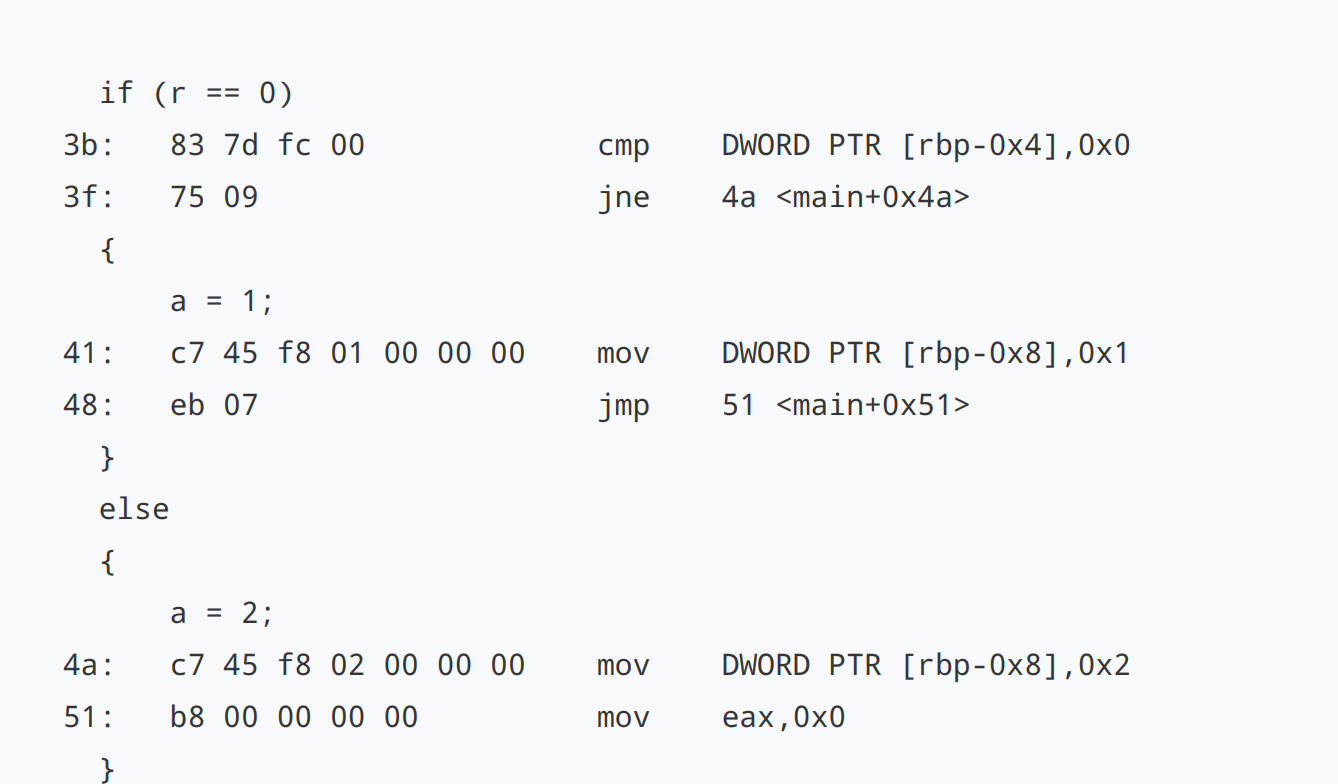 if (r == 0)
3b: 83 7d fc 00 cmp DWORD PTR [rbp-0x4],0x0
3f: 75 09 jne 4a <main+0x4a>
{
a = 1;
41: c7 45 f8 01 00 00 00 mov DWORD PTR [rbp-0x8],0x1
48: eb 07 jmp 51 <main+0x51>
}
else
{
a = 2;
4a: c7 45 f8 02 00 00 00 mov DWORD PTR [rbp-0x8],0x2
51: b8 00 00 00 00 mov eax,0x0
}